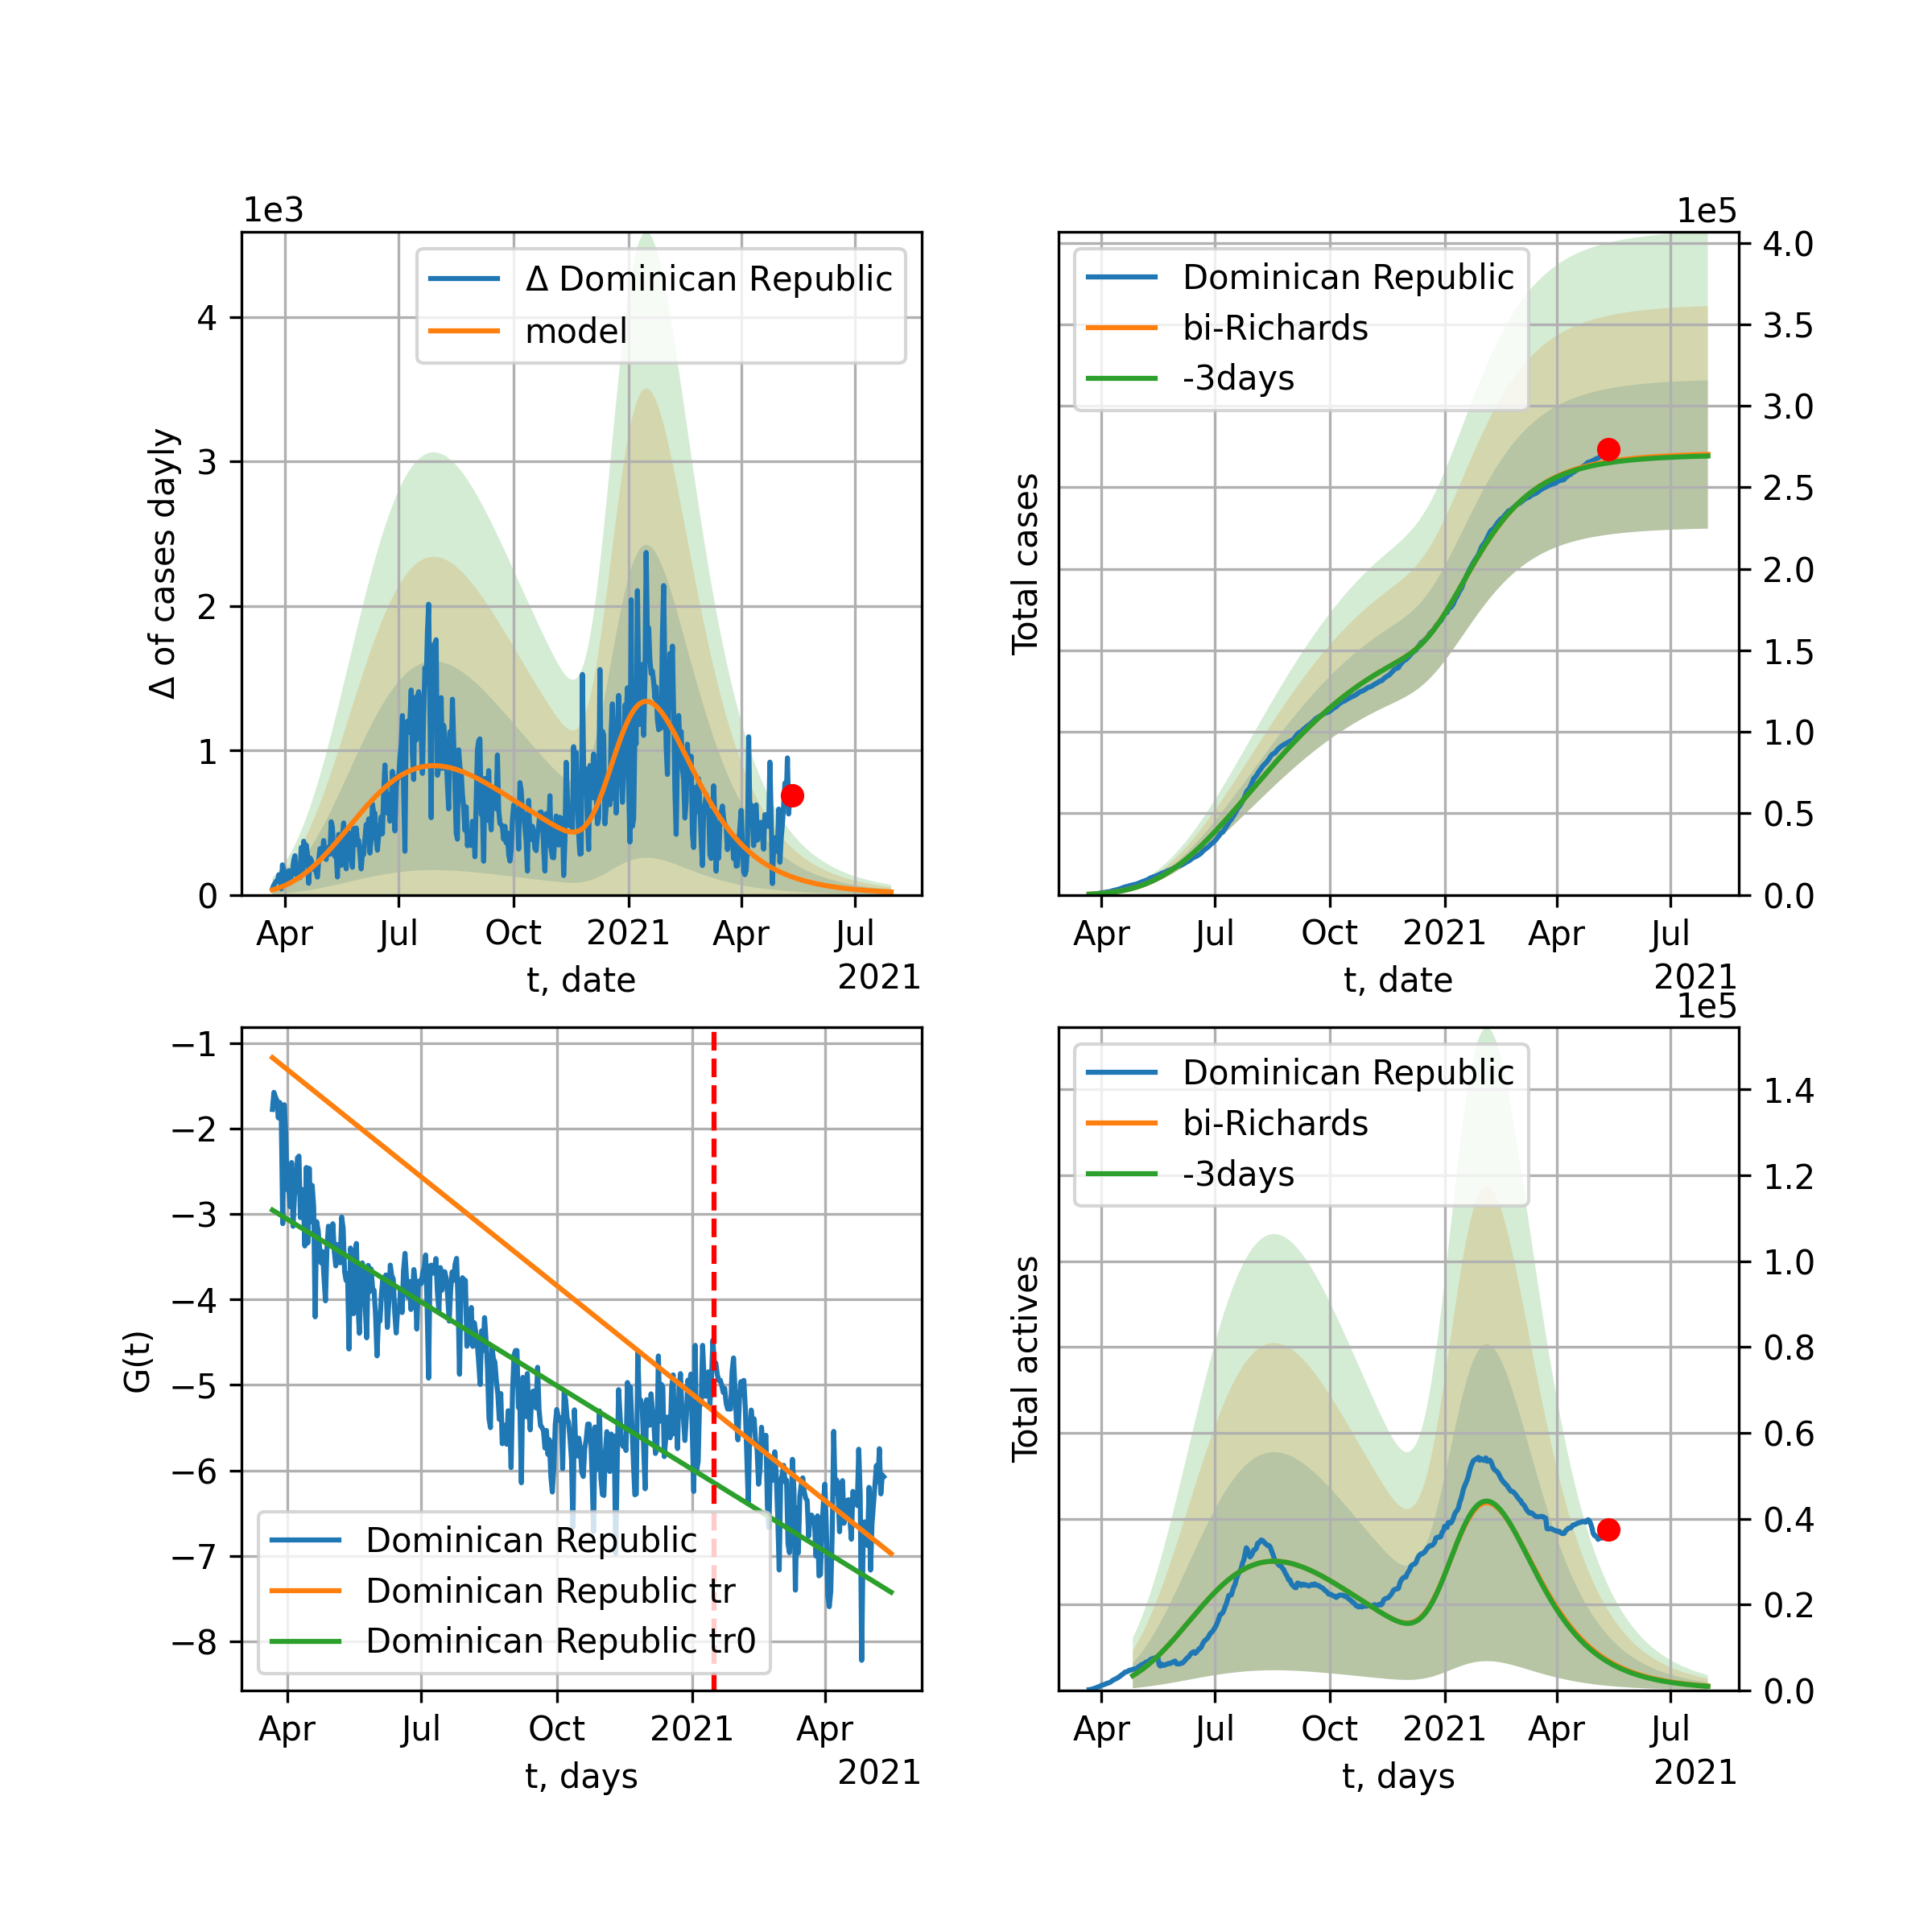 1e3
Δ Dominican Republic
model
4
3
2
1
0
Δ of cases dayly
Apr Jul Oct 2021 Apr Jul
t, date
2021
1e5
Dominican Republic
bi-Richards
-3days
4.0
3.5
3.0
2.5
2.0
1.5
1.0
0.5
0.0
Total cases
Apr Jul Oct 2021 Apr Jul
t, date
2021
−1
−2
−3
−4
−5
−6
−7
−8
G(t)
Dominican Republic
Dominican Republic tr
Dominican Republic tr0
Apr Jul Oct 2021 Apr
t, days
2021
1e5
Dominican Republic
bi-Richards
-3days
1.4
1.2
1.0
0.8
0.6
0.4
0.2
0.0
Total actives
Apr Jul Oct 2021 Apr Jul
t, days
2021